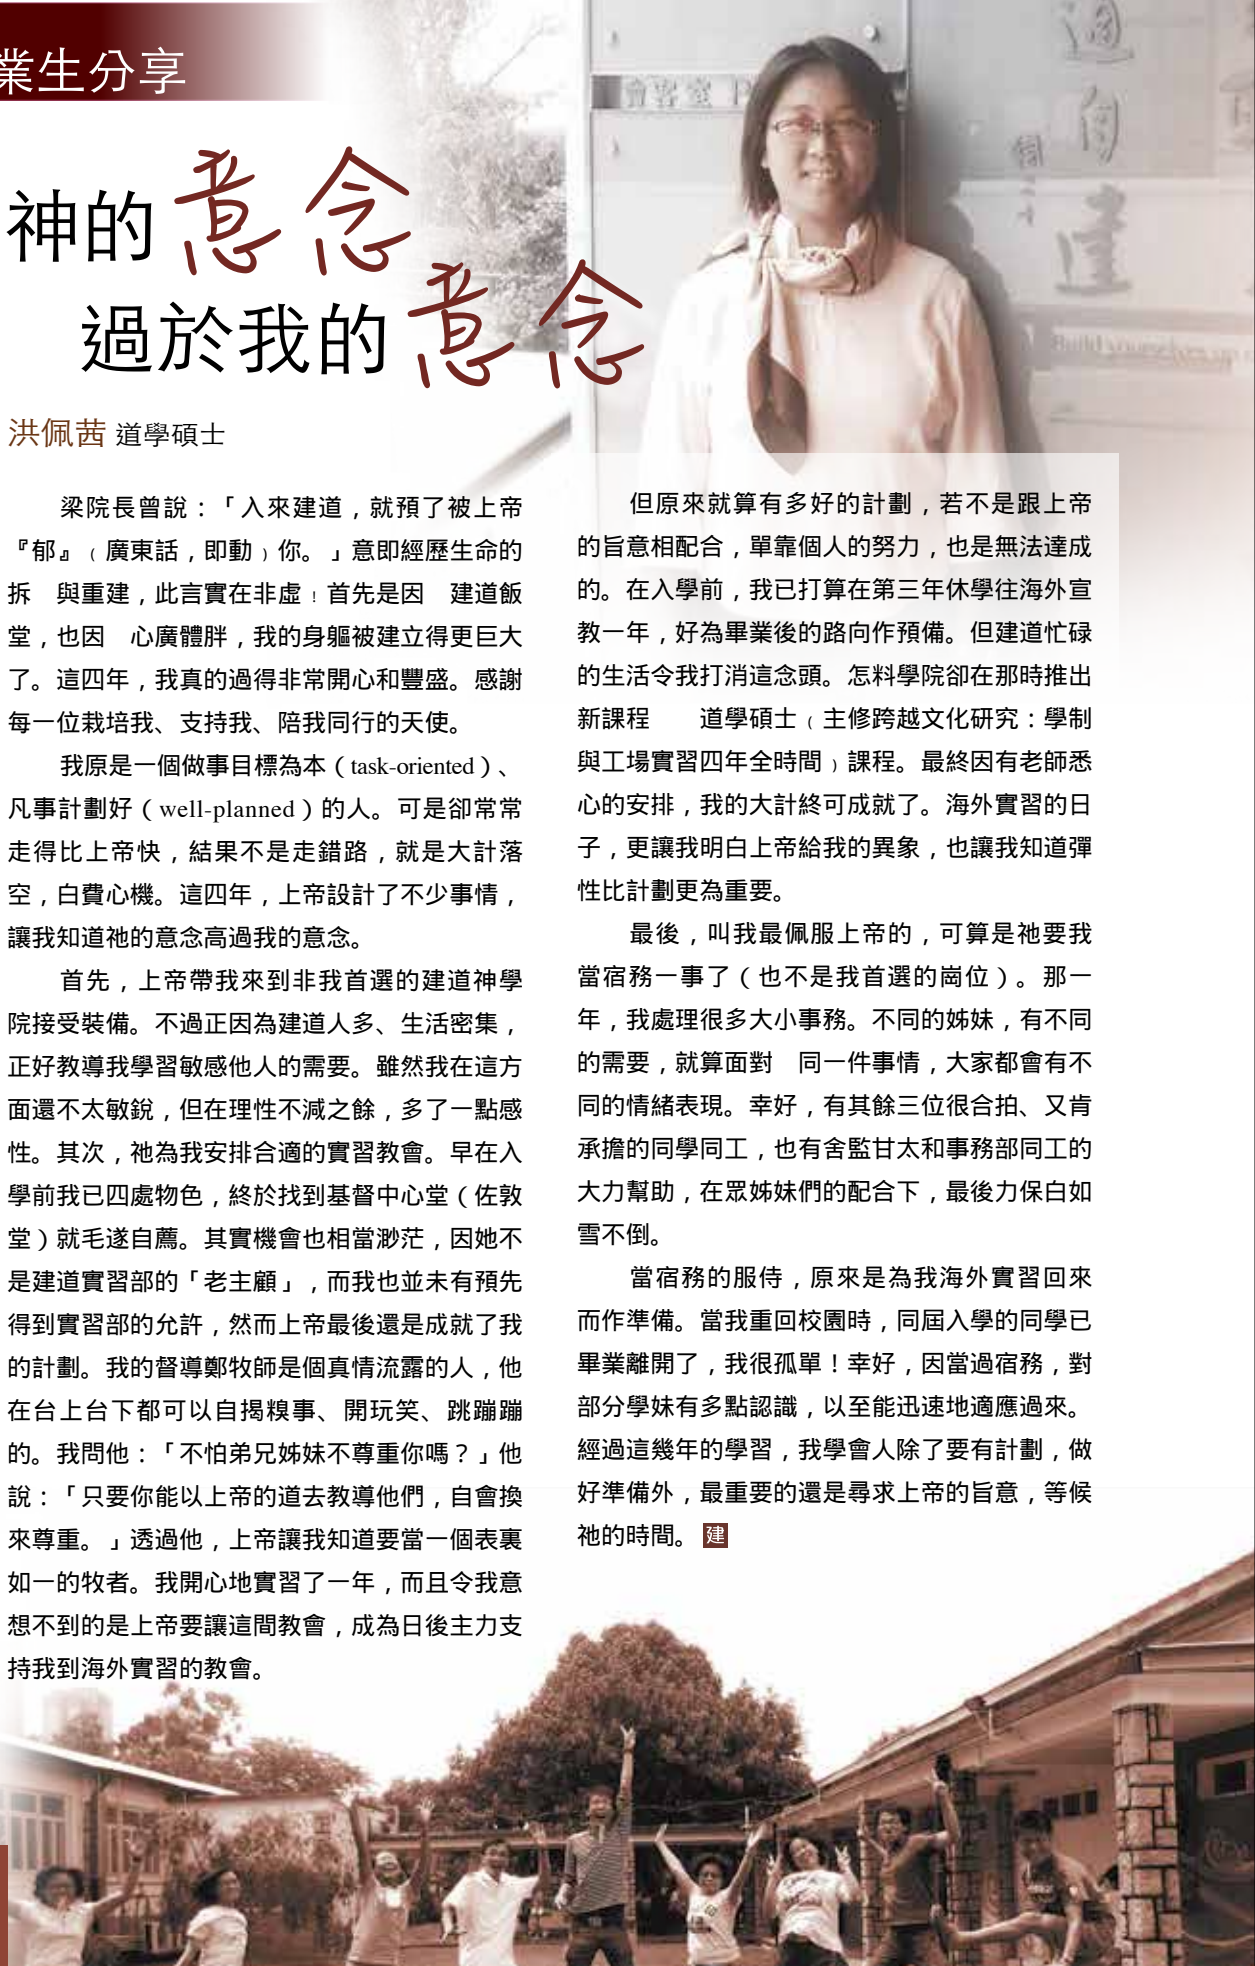 業生分享
神的意念
過於我的意念
洪佩茜 道學碩士
梁院長曾說：「入來建道，就預了被上帝
『郁』（廣東話，即動）你。」意即經歷生命的
拆　與重建，此言實在非虛！首先是因　建道飯
堂，也因　心廣體胖，我的身軀被建立得更巨大
了。這四年，我真的過得非常開心和豐盛。感謝
每一位栽培我、支持我、陪我同行的天使。
我原是一個做事目標為本（task-oriented）、
凡事計劃好（well-planned）的人。可是卻常常
走得比上帝快，結果不是走錯路，就是大計落
空，白費心機。這四年，上帝設計了不少事情，
讓我知道祂的意念高過我的意念。
首先，上帝帶我來到非我首選的建道神學
院接受裝備。不過正因為建道人多、生活密集，
正好教導我學習敏感他人的需要。雖然我在這方
面還不太敏銳，但在理性不減之餘，多了一點感
性。其次，祂為我安排合適的實習教會。早在入
學前我已四處物色，終於找到基督中心堂（佐敦
堂）就毛遂自薦。其實機會也相當渺茫，因她不
是建道實習部的「老主顧」，而我也並未有預先
得到實習部的允許，然而上帝最後還是成就了我
的計劃。我的督導鄭牧師是個真情流露的人，他
在台上台下都可以自揭糗事、開玩笑、跳蹦蹦
的。我問他：「不怕弟兄姊妹不尊重你嗎？」他
說：「只要你能以上帝的道去教導他們，自會換
來尊重。」透過他，上帝讓我知道要當一個表裏
如一的牧者。我開心地實習了一年，而且令我意
想不到的是上帝要讓這間教會，成為日後主力支
持我到海外實習的教會。
但原來就算有多好的計劃，若不是跟上帝
的旨意相配合，單靠個人的努力，也是無法達成
的。在入學前，我已打算在第三年休學往海外宣
教一年，好為畢業後的路向作預備。但建道忙碌
的生活令我打消這念頭。怎料學院卻在那時推出
新課程　　道學碩士（主修跨越文化研究：學制
與工場實習四年全時間）課程。最終因有老師悉
心的安排，我的大計終可成就了。海外實習的日
子，更讓我明白上帝給我的異象，也讓我知道彈
性比計劃更為重要。
最後，叫我最佩服上帝的，可算是祂要我
當宿務一事了（也不是我首選的崗位）。那一
年，我處理很多大小事務。不同的姊妹，有不同
的需要，就算面對　同一件事情，大家都會有不
同的情緒表現。幸好，有其餘三位很合拍、又肯
承擔的同學同工，也有舍監甘太和事務部同工的
大力幫助，在眾姊妹們的配合下，最後力保白如
雪不倒。
當宿務的服侍，原來是為我海外實習回來
而作準備。當我重回校園時，同屆入學的同學已
畢業離開了，我很孤單！幸好，因當過宿務，對
部分學妹有多點認識，以至能迅速地適應過來。
經過這幾年的學習，我學會人除了要有計劃，做
好準備外，最重要的還是尋求上帝的旨意，等候
祂的時間。建
會客室
Build yourselves up